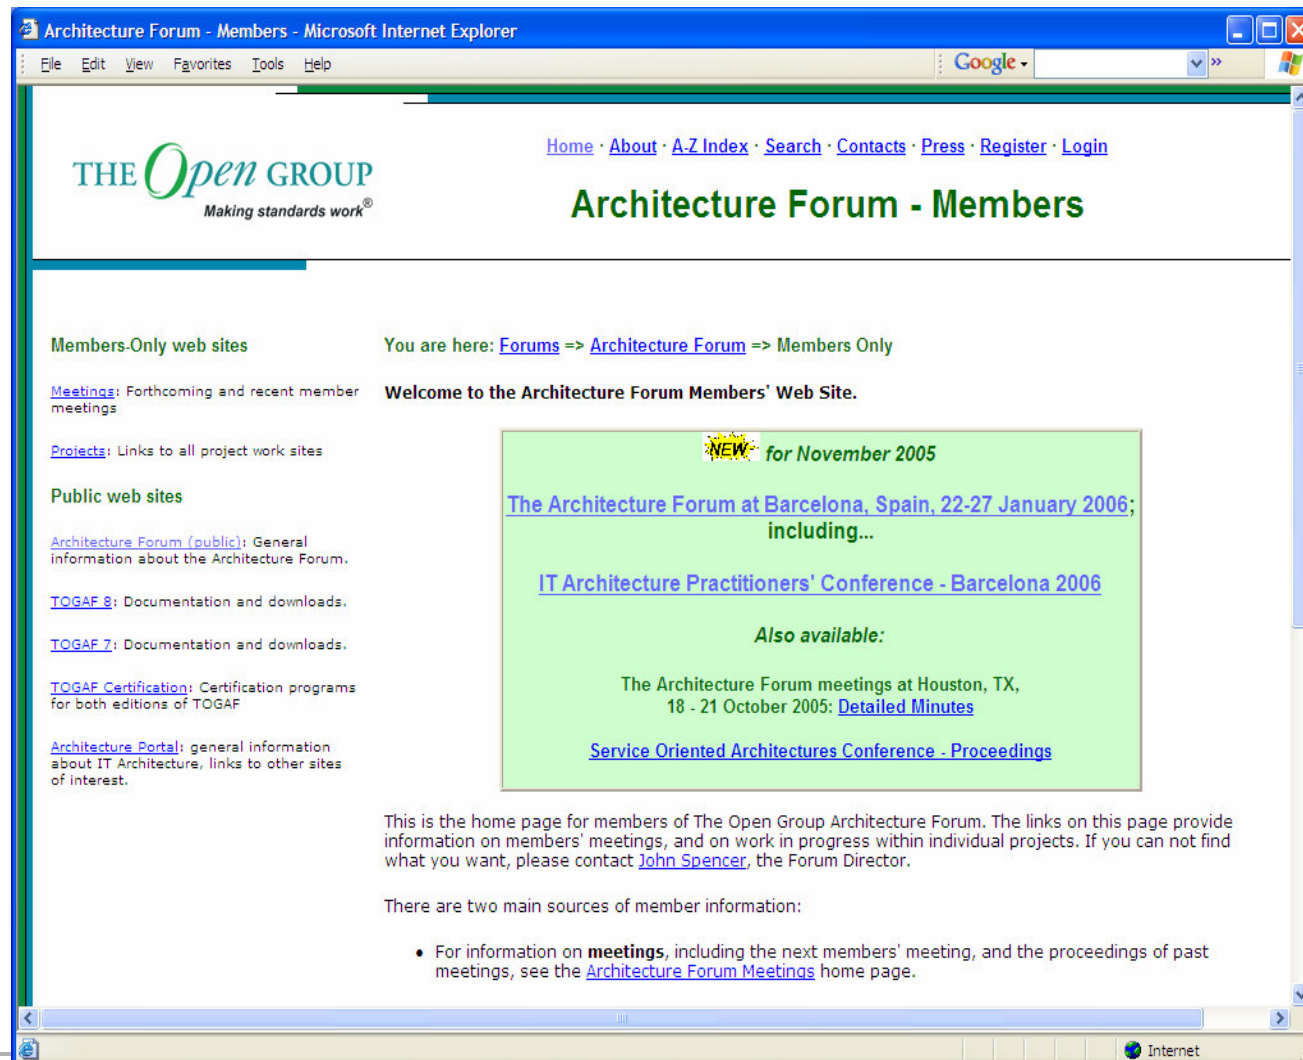 Architecture Forum - Members - Microsoft Internet Explorer
File Edit View Favorites Tools Help
Google
»
THE Open GROUP
Making standards work®
Home · About · A-Z Index · Search · Contacts · Press · Register · Login
Architecture Forum - Members
Members-Only web sites
Meetings: Forthcoming and recent member
meetings
Projects: Links to all project work sites
Public web sites
Architecture Forum (public): General
information about the Architecture Forum.
TOGAF 8: Documentation and downloads.
TOGAF 7: Documentation and downloads.
TOGAF Certification: Certification programs
for both editions of TOGAF
Architecture Portal: general information
about IT Architecture, links to other sites
of interest.
You are here: Forums => Architecture Forum => Members Only
Welcome to the Architecture Forum Members' Web Site.
NEW for November 2005
The Architecture Forum at Barcelona, Spain, 22-27 January 2006;
including...
IT Architecture Practitioners' Conference - Barcelona 2006
Also available:
The Architecture Forum meetings at Houston, TX,
18 - 21 October 2005: Detailed Minutes
Service Oriented Architectures Conference - Proceedings
This is the home page for members of The Open Group Architecture Forum. The links on this page provide
information on members' meetings, and on work in progress within individual projects. If you can not find
what you want, please contact John Spencer, the Forum Director.
There are two main sources of member information:
• For information on meetings, including the next members' meeting, and the proceedings of past
meetings, see the Architecture Forum Meetings home page.
Internet